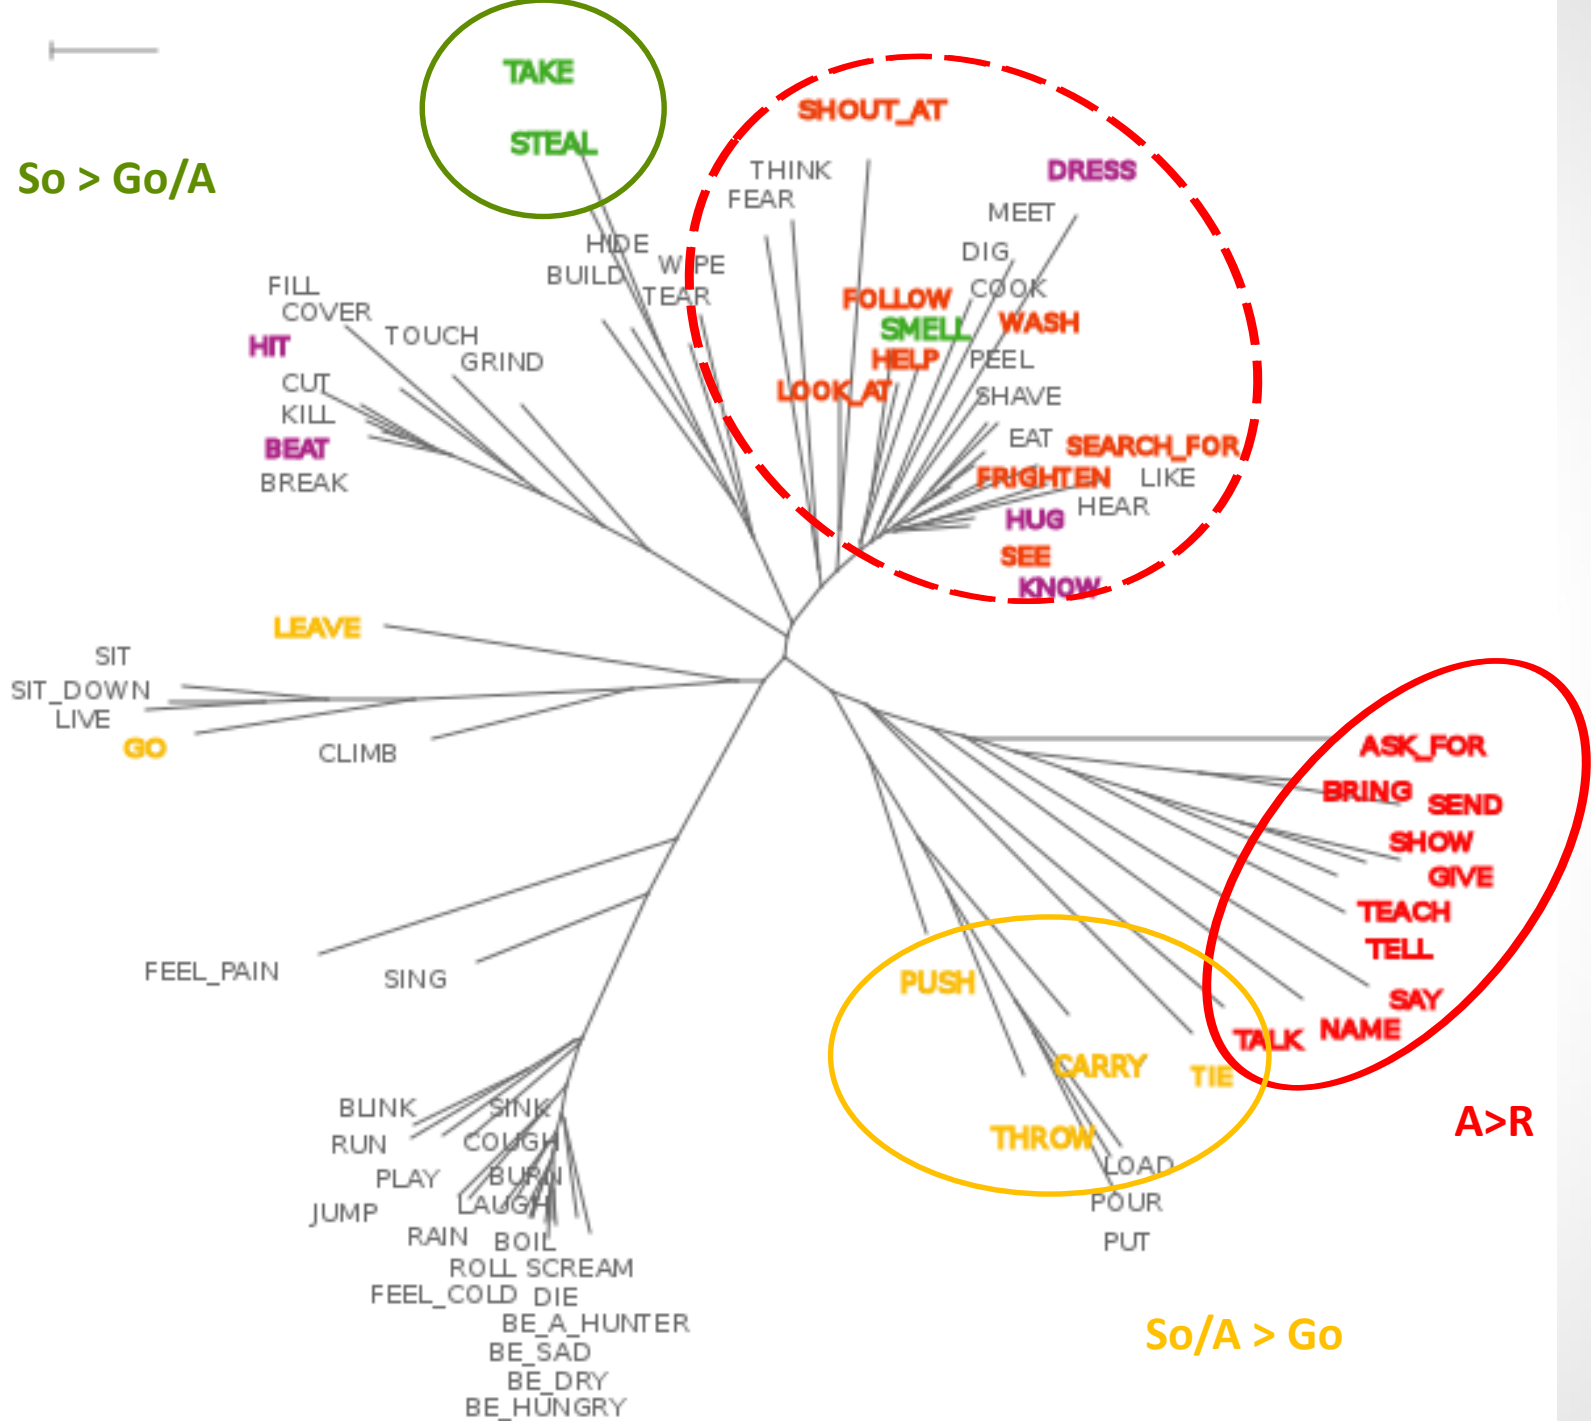 TAKE
STEAL
So > Go/A
SHOUT_AT
THINK
FEAR
DRESS
MEET
DIG
COOK
FOLLOW
SMELL
WASH
HELP
PEEL
LOOK_AT
SHAVE
EAT
SEARCH_FOR
FRIGHTEN
LIKE
HEAR
HUG
SEE
KNOW
HIDE
BUILD
WIPE
TEAR
FILL
COVER
HIT
TOUCH
GRIND
CUT
KILL
BEAT
BREAK
LEAVE
SIT
SIT_DOWN
LIVE
GO
CLIMB
ASK_FOR
BRING
SEND
SHOW
GIVE
TEACH
TELL
SAY
NAME
TALK
A>R
FEEL_PAIN
SING
PUSH
CARRY
TIE
THROW
LOAD
POUR
PUT
So/A > Go
BLINK
SINK
RUN
COUGH
PLAY
BURN
JUMP
LAUGH
RAIN
BOIL
ROLL SCREAM
FEEL_COLD DIE
BE_A_HUNTER
BE_SAD
BE_DRY
BE_HUNGRY